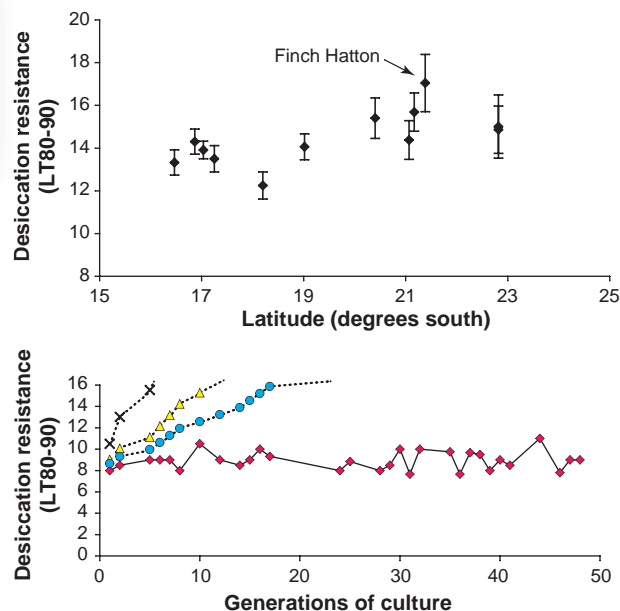 20
18
16
14
12
10
8
Desiccation resistance
(LT80-90)
Finch Hatton
15 17 19 21 23 25
Latitude (degrees south)
16
14
12
10
8
6
4
2
0
Desiccation resistance
(LT80-90)
0 10 20 30 40 50
Generations of culture